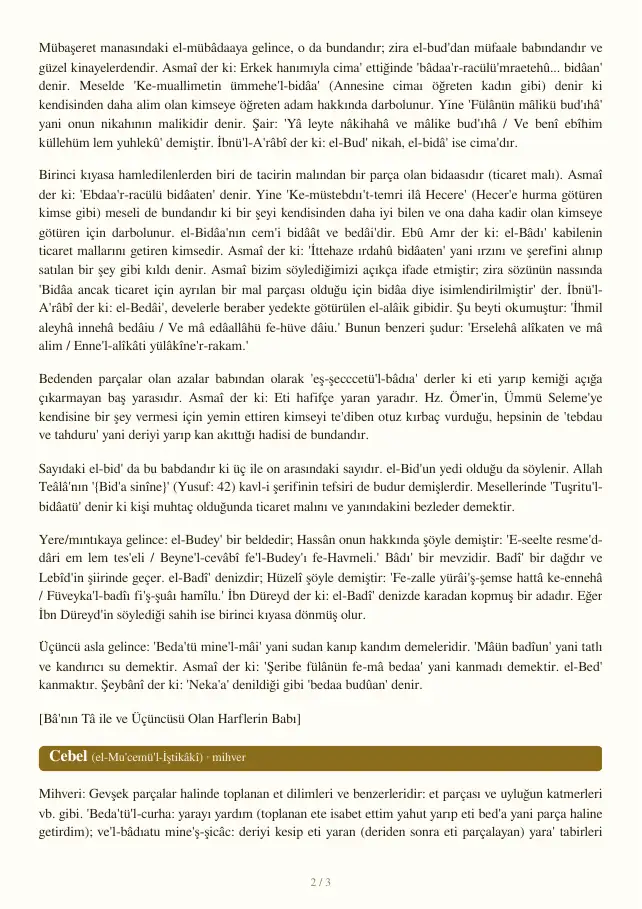 Mübaşeret manasındaki el-mübâdaaya gelince, o da bundandır; zira el-bud'dan müfaale babındandır ve
güzel kinayelerdendir. Asmaî der ki: Erkek hanımıyla cima' ettiğinde 'bâdaa'r-racülü'mraetehû... bidâan'
denir. Meselde 'Ke-muallimetin ümmehe'l-bidâa' (Annesine cimaı öğreten kadın gibi) denir ki
kendisinden daha alim olan kimseye öğreten adam hakkında darbolunur. Yine 'Fülânün mâlikü bud'ıhâ'
yani onun nikahının malikidir denir. Şair: 'Yâ leyte nâkihahâ ve mâlike bud'ıhâ / Ve benî ebîhim
küllehüm lem yuhlekû' demiştir. İbnü'l-A'râbî der ki: el-Bud' nikah, el-bidâ' ise cima'dır.
Birinci kıyasa hamledilenlerden biri de tacirin malından bir parça olan bidaasıdır (ticaret malı). Asmaî
der ki: 'Ebdaa'r-racülü bidâaten' denir. Yine 'Ke-müstebdıı't-temri ilâ Hecere' (Hecer'e hurma götüren
kimse gibi) meseli de bundandır ki bir şeyi kendisinden daha iyi bilen ve ona daha kadir olan kimseye
götüren için darbolunur. el-Bidâa'nın cem'i bidâât ve bedâi'dir. Ebû Amr der ki: el-Bâdı' kabilenin
ticaret mallarını getiren kimsedir. Asmaî der ki: 'İttehaze ırdahû bidâaten' yani ırzını ve şerefini alınıp
satılan bir şey gibi kıldı denir. Asmaî bizim söylediğimizi açıkça ifade etmiştir; zira sözünün nassında
'Bidâa ancak ticaret için ayrılan bir mal parçası olduğu için bidâa diye isimlendirilmiştir' der. İbnü'l-
A'râbî der ki: el-Bedâi', develerle beraber yedekte götürülen el-alâik gibidir. Şu beyti okumuştur: 'İhmil
aleyhâ innehâ bedâiu / Ve mâ edâallâhü fe-hüve dâiu.' Bunun benzeri şudur: 'Erselehâ alîkaten ve mâ
alim / Enne'l-alîkâti yülâkîne'r-rakam.'
Bedenden parçalar olan azalar babından olarak 'eş-şecccetü'l-bâdıa' derler ki eti yarıp kemiği açığa
çıkarmayan baş yarasıdır. Asmaî der ki: Eti hafifçe yaran yaradır. Hz. Ömer'in, Ümmü Seleme'ye
kendisine bir şey vermesi için yemin ettiren kimseyi te'diben otuz kırbaç vurduğu, hepsinin de 'tebdau
ve tahduru' yani deriyi yarıp kan akıttığı hadisi de bundandır.
Sayıdaki el-bid' da bu babdandır ki üç ile on arasındaki sayıdır. el-Bid'un yedi olduğu da söylenir. Allah
Teâlâ'nın '{Bid'a sinîne}' (Yusuf: 42) kavl-i şerifinin tefsiri de budur demişlerdir. Mesellerinde 'Tuşritu'l-
bidâatü' denir ki kişi muhtaç olduğunda ticaret malını ve yanındakini bezleder demektir.
Yere/mıntıkaya gelince: el-Budey' bir beldedir; Hassân onun hakkında şöyle demiştir: 'E-seelte resme'd-
dâri em lem tes'eli / Beyne'l-cevâbî fe'l-Budey'ı fe-Havmeli.' Bâdı' bir mevzidir. Badî' bir dağdır ve
Lebîd'in şiirinde geçer. el-Badî' denizdir; Hüzelî şöyle demiştir: 'Fe-zalle yürâi'ş-şemse hattâ ke-ennehâ
/ Füveyka'l-badîı fi'ş-şuâı hamîlu.' İbn Düreyd der ki: el-Badî' denizde karadan kopmuş bir adadır. Eğer
İbn Düreyd'in söylediği sahih ise birinci kıyasa dönmüş olur.
Üçüncü asla gelince: 'Beda'tü mine'l-mâi' yani sudan kanıp kandım demeleridir. 'Mâün badîun' yani tatlı
ve kandırıcı su demektir. Asmaî der ki: 'Şeribe fülânün fe-mâ bedaa' yani kanmadı demektir. el-Bed'
kanmaktır. Şeybânî der ki: 'Neka'a' denildiği gibi 'bedaa budûan' denir.
[Bâ'nın Tâ ile ve Üçüncüsü Olan Harflerin Babı]
Cebel (el-Mu'cemü'l-İştikâkî) · mihver
Mihveri: Gevşek parçalar halinde toplanan et dilimleri ve benzerleridir: et parçası ve uyluğun katmerleri
vb. gibi. 'Beda'tü'l-curha: yarayı yardım (toplanan ete isabet ettim yahut yarıp eti bed'a yani parça haline
getirdim); ve'l-bâdıatu mine'ş-şicâc: deriyi kesip eti yaran (deriden sonra eti parçalayan) yara' tabirleri
2 / 3